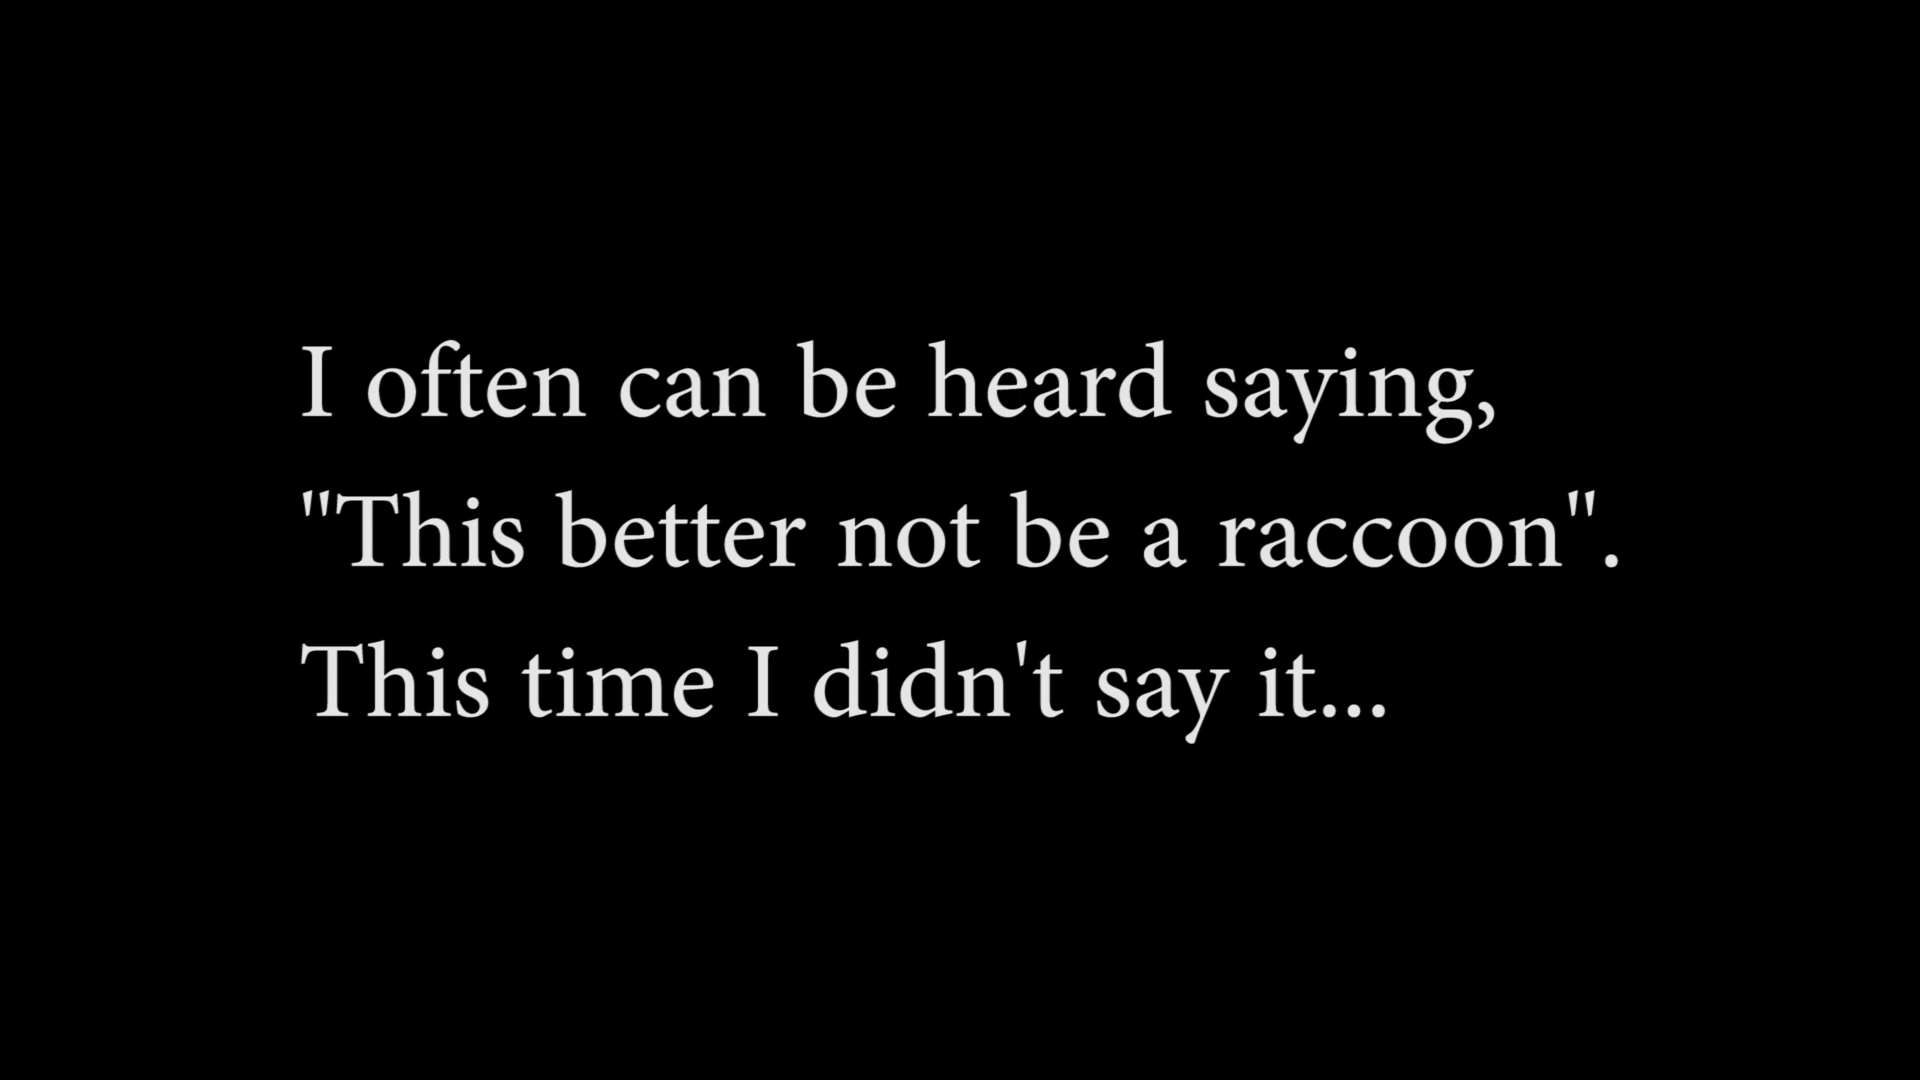 I often can be heard saying,
"This better not be a raccoon".
This time I didn't say it...